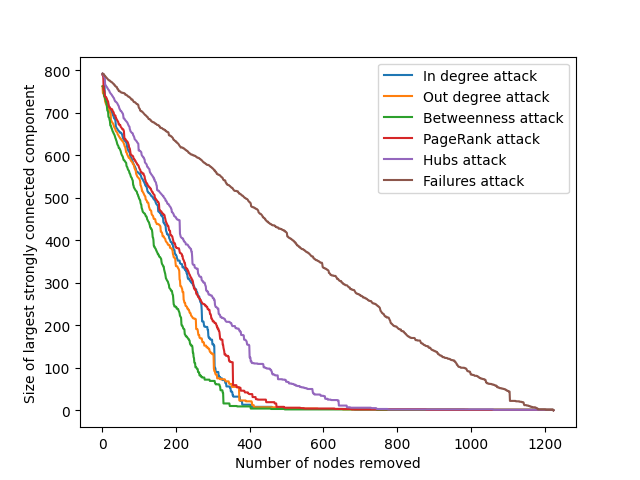 In degree attack
Out degree attack
Betweenness attack
PageRank attack
Hubs attack
Failures attack
Size of largest strongly connected component
800
700
600
500
400
300
200
100
0
0 200 400 600 800 1000 1200
Number of nodes removed